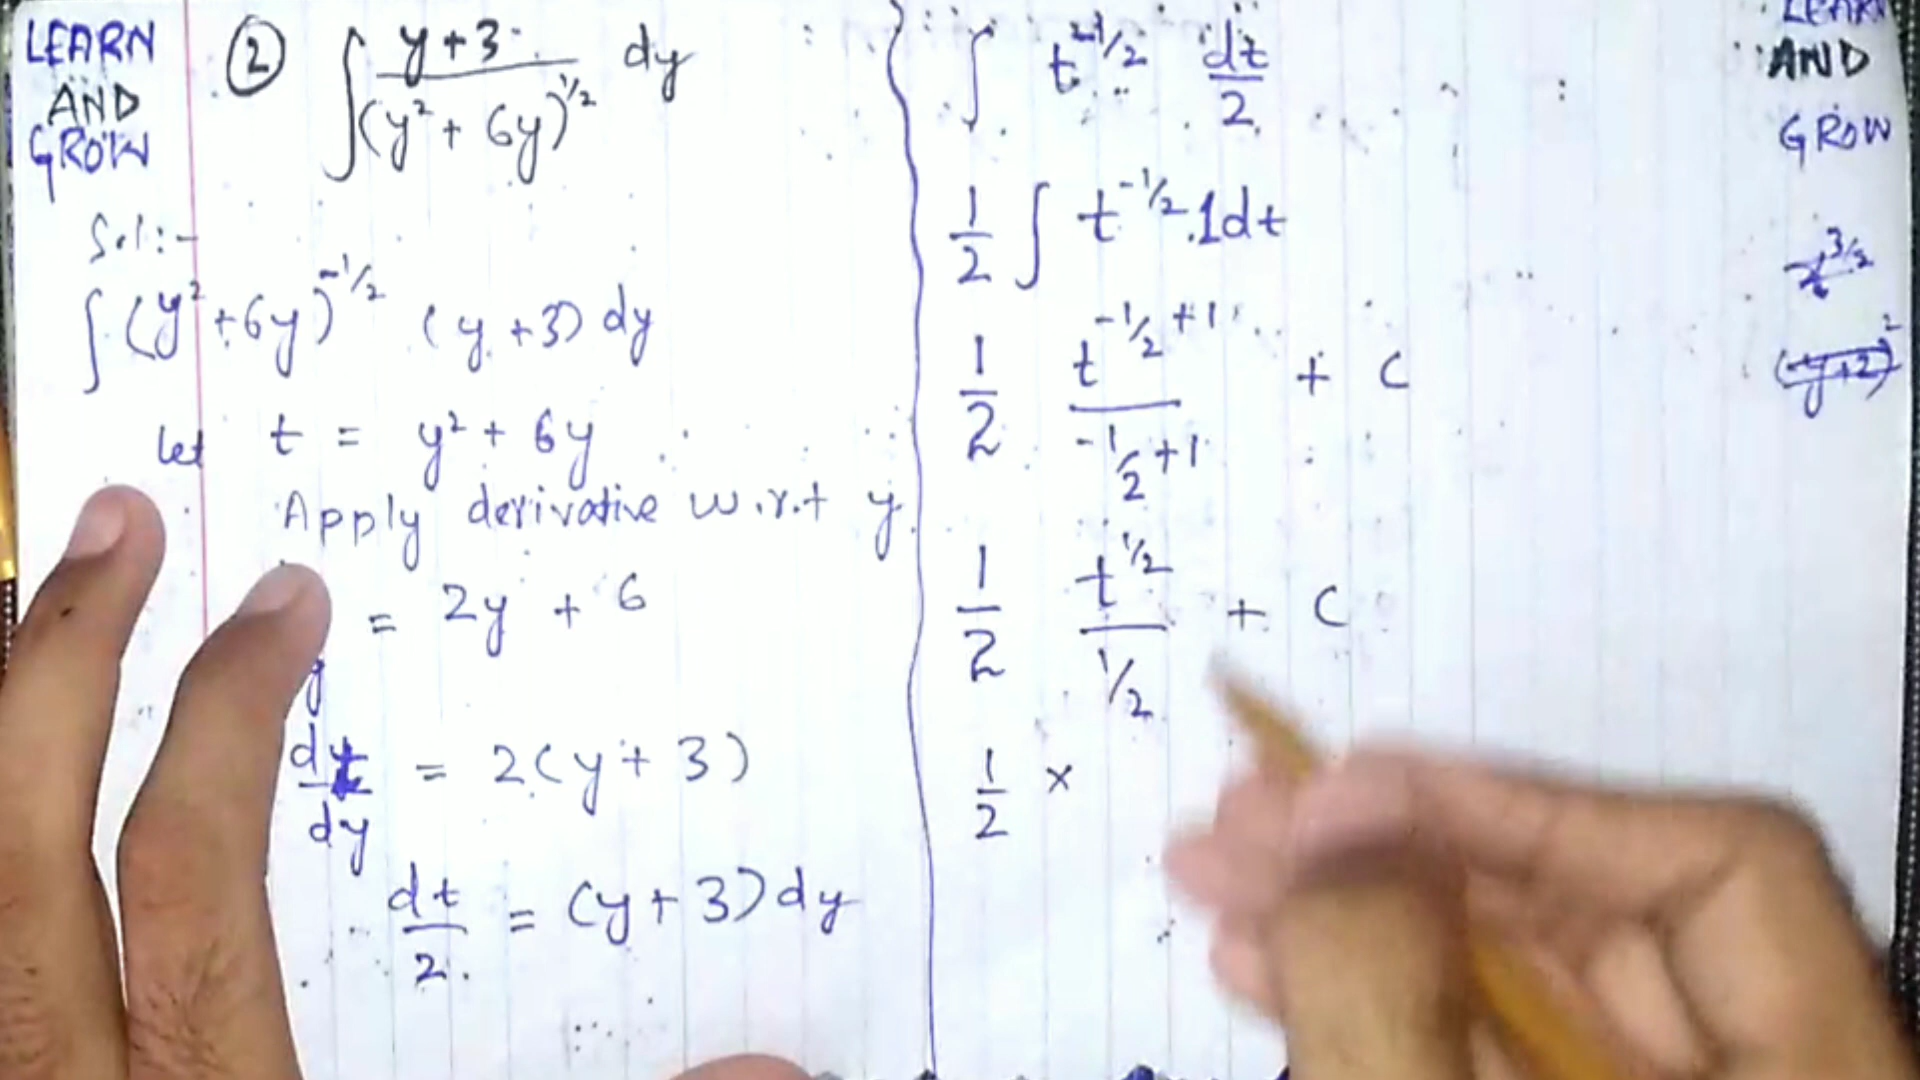 LEARN
AND
GROW
② ∫ y+3 / (y² + 6y)^1/2 dy
Sol:-
∫ (y² +6y)^-1/2 (y +3) dy
let t = y² + 6y
Apply derivative w.r.t y
= 2y + 6
y
dt/dy = 2(y+3)
dt/2. = (y+3)dy
∫ t^-1/2 dt/2
1/2 ∫ t^-1/2 .1dt
1/2 t^-1/2+1 / -1/2+1 + C
1/2 t^1/2 / 1/2 + C
1/2 ×
LEARN
AND
GROW